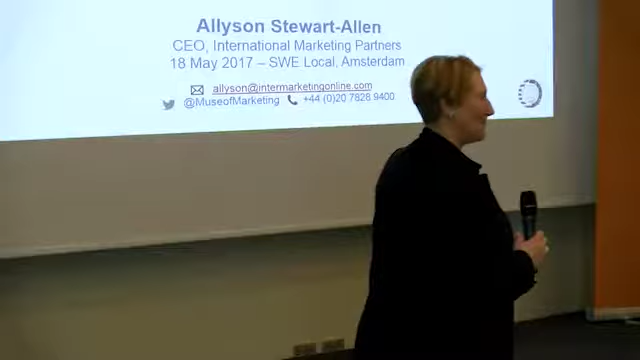 Allyson Stewart-Allen
CEO, International Marketing Partners
18 May 2017 – SWE Local, Amsterdam
allyson@intermarketingonline.com
@MuseofMarketing +44 (0)20 7828 9400